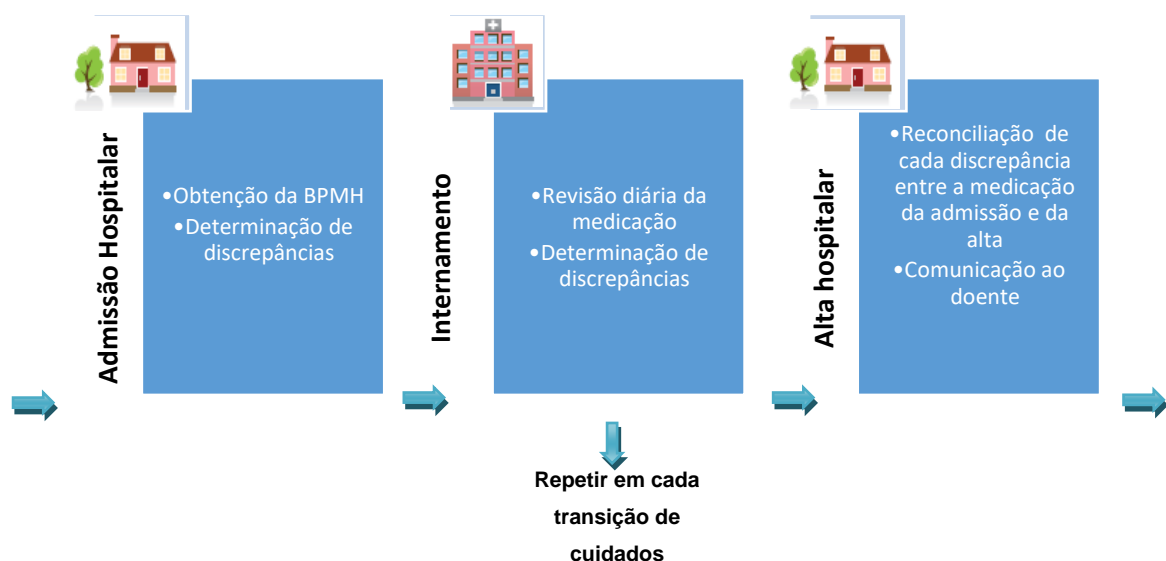 Admissão Hospitalar
•Obtenção da BPMH
•Determinação de
discrepâncias
Internamento
•Revisão diária da
medicação
•Determinação de
discrepâncias
Alta hospitalar
•Reconciliação de
cada discrepância
entre a medicação
da admissão e da
alta
•Comunicação ao
doente
Repetir em cada
transição de
cuidados